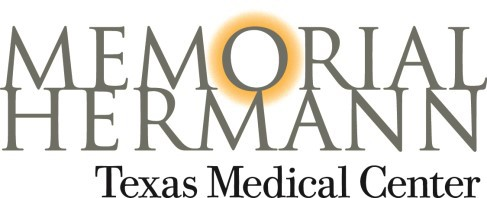 MEMORIAL
HERMANN
Texas Medical Center